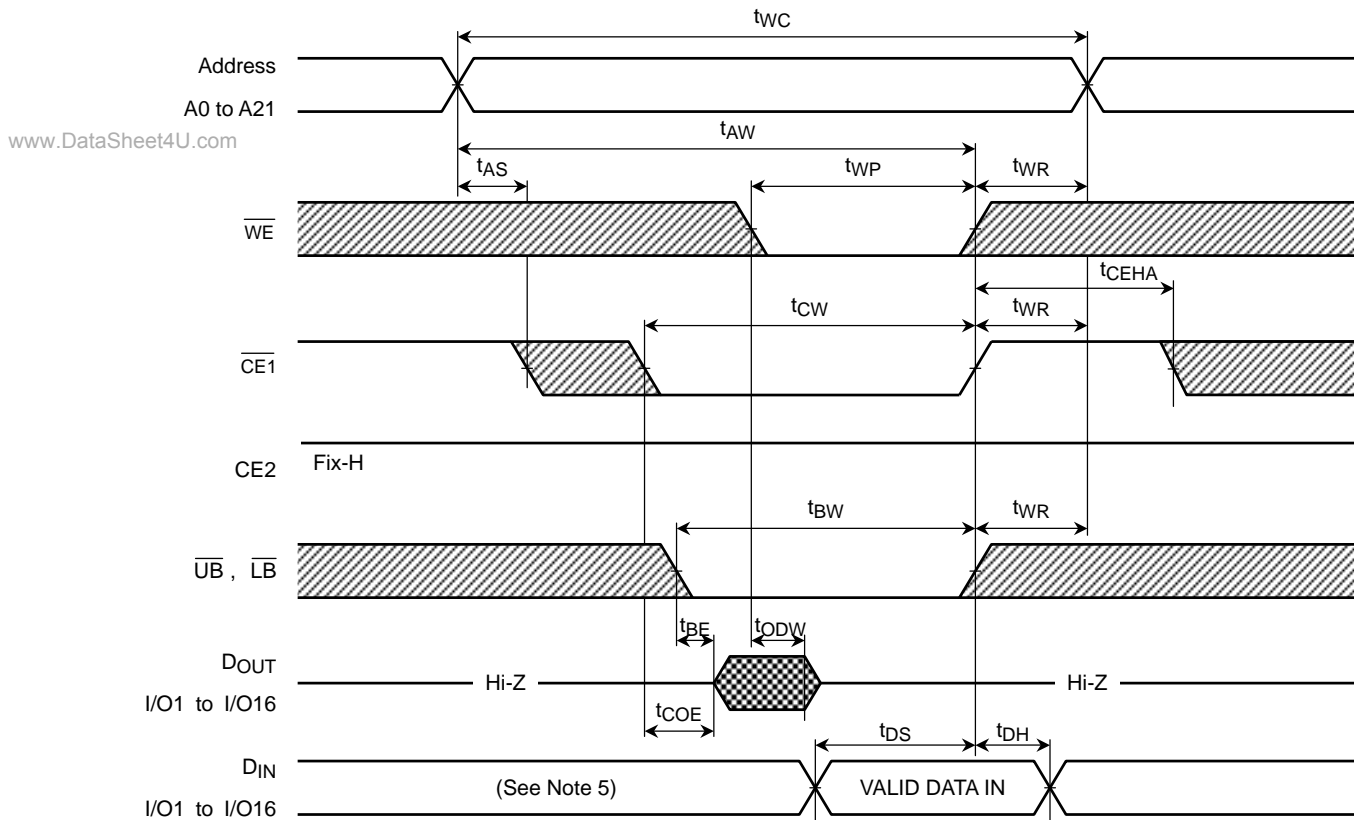 tWC
Address
A0 to A21
www.DataSheet4U.com
tAW
tAS
tWP
tWR
WE
tCEHA
tCW
tWR
CE1
CE2
Fix-H
tBW
tWR
UB , LB
tBE
tODW
DOUT
I/O1 to I/O16
Hi-Z
Hi-Z
tCOE
tDS
tDH
DIN
I/O1 to I/O16
(See Note 5)
VALID DATA IN